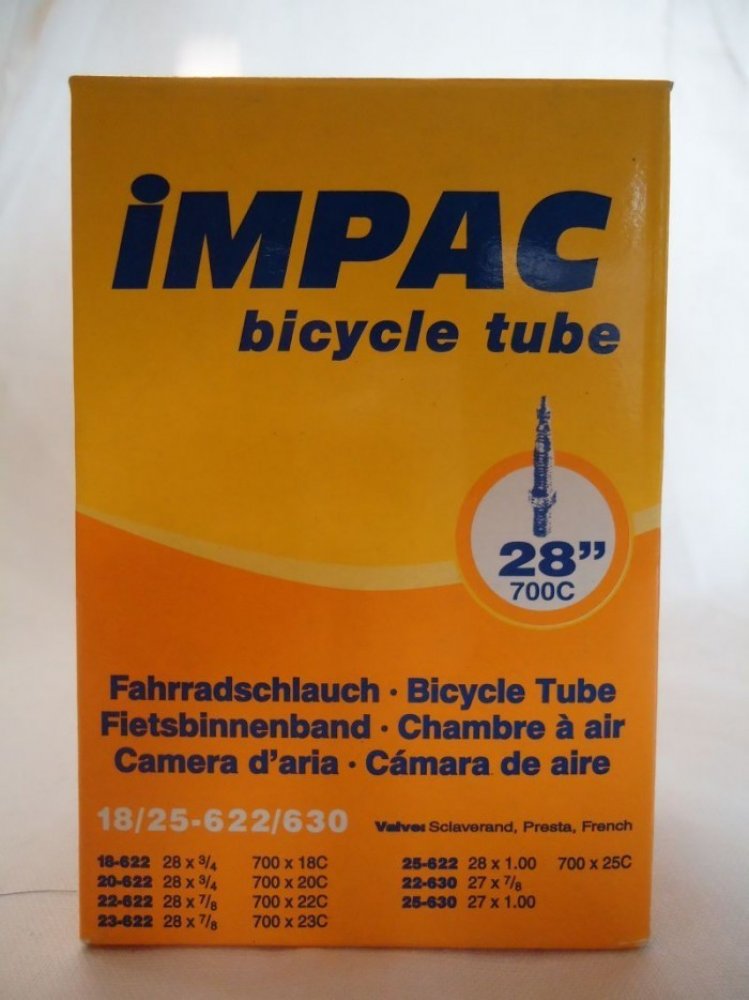 iMPAC
bicycle tube
28”
700C
Fahrradschlauch · Bicycle Tube
Fietsbinnenband · Chambre à air
Camera d’aria · Cámara de aire
18/25-622/630 Valve: Sclaverand, Presta, French
18-622 28 x 3/4 700 x 18C 25-622 28 x 1.00 700 x 25C
20-622 28 x 3/4 700 x 20C 22-630 27 x 7/8
22-622 28 x 7/8 700 x 22C 25-630 27 x 1.00
23-622 28 x 7/8 700 x 23C